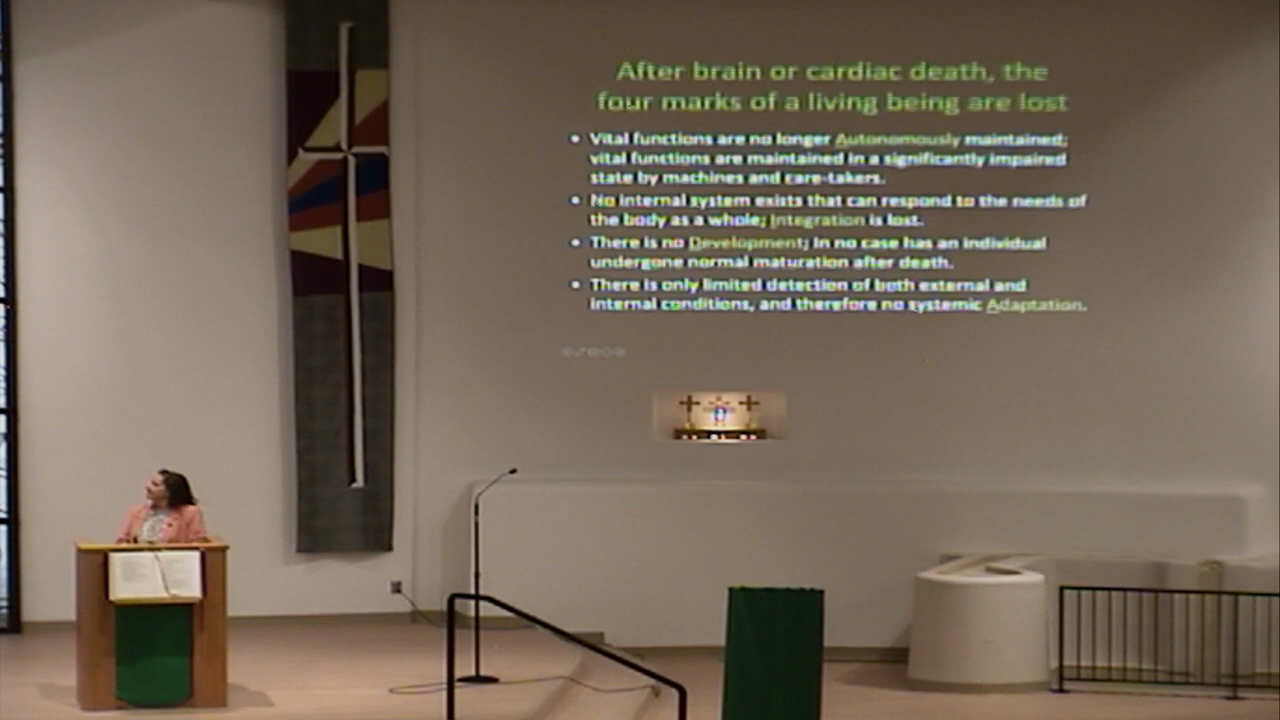 After brain or cardiac death, the
four marks of a living being are lost
• Vital functions are no longer Autonomously maintained;
vital functions are maintained in a significantly impaired
state by machines and care-takers.
• No internal system exists that can respond to the needs of
the body as a whole; Integration is lost.
• There is no Development; In no case has an individual
undergone normal maturation after death.
• There is only limited detection of both external and
internal conditions, and therefore no systemic Adaptation.